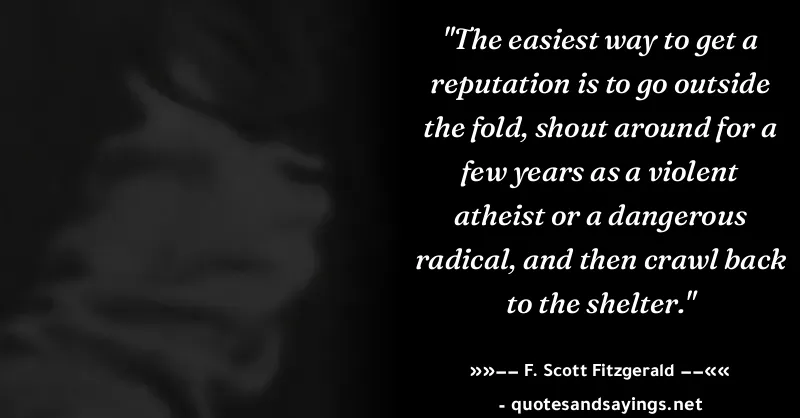 "The easiest way to get a
reputation is to go outside
the fold, shout around for a
few years as a violent
atheist or a dangerous
radical, and then crawl back
to the shelter."
»»–– F. Scott Fitzgerald ––««
- quotesandsayings.net